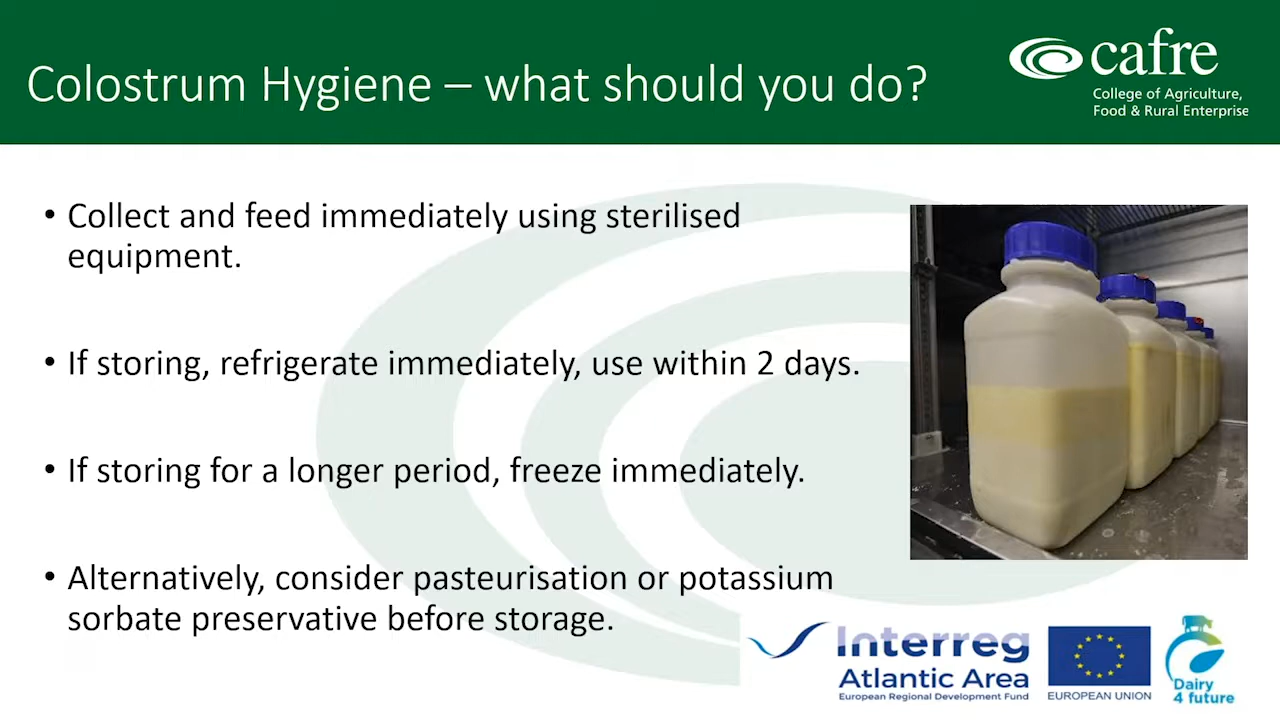 Colostrum Hygiene – what should you do?
cafre
College of Agriculture,
Food & Rural Enterprise
• Collect and feed immediately using sterilised
equipment.
• If storing, refrigerate immediately, use within 2 days.
• If storing for a longer period, freeze immediately.
• Alternatively, consider pasteurisation or potassium
sorbate preservative before storage.
Interreg
Atlantic Area
European Regional Development Fund
EUROPEAN UNION
Dairy
4 future